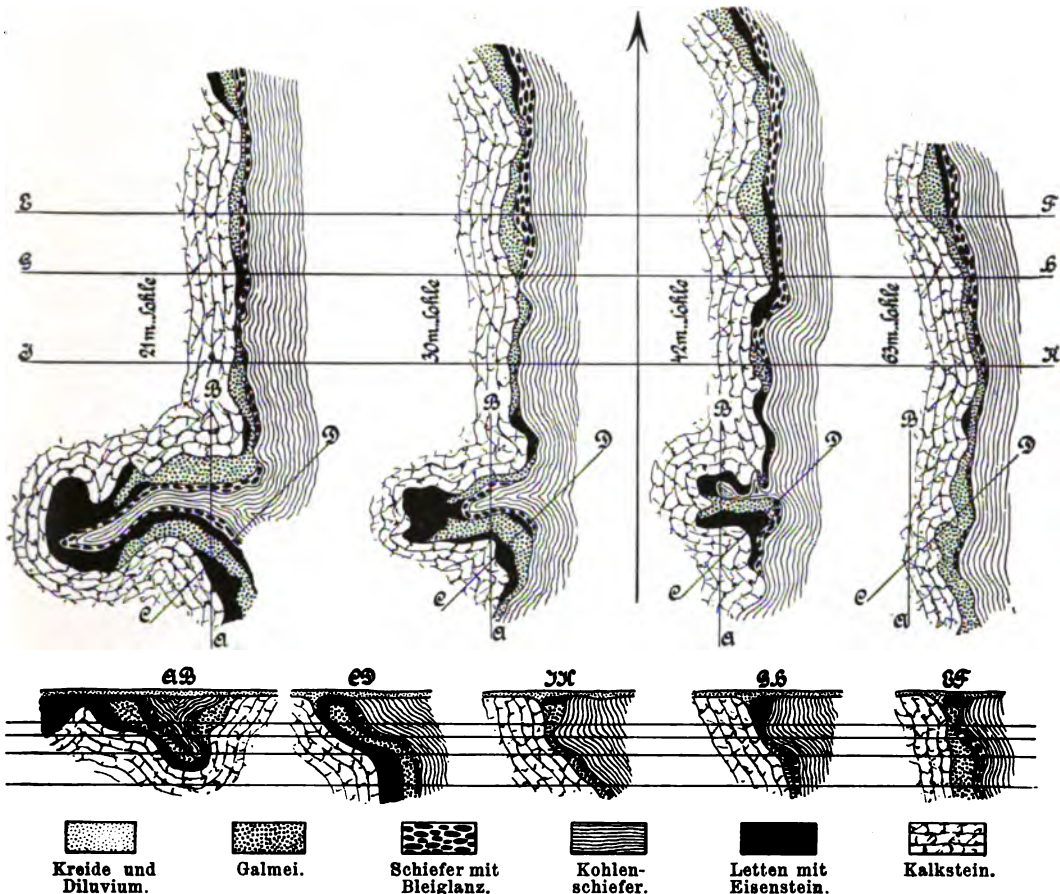 E F
G H
21m. Sohle
30m. Sohle
42m. Sohle
63m. Sohle
J K
B B B B
D D D D
C C C C
A A A A
AB CD JK GH EF
Kreide und
Diluvium.
Galmei.
Schiefer mit
Bleiglanz.
Kohlen-
schiefer.
Letten mit
Eisenstein.
Kalkstein.